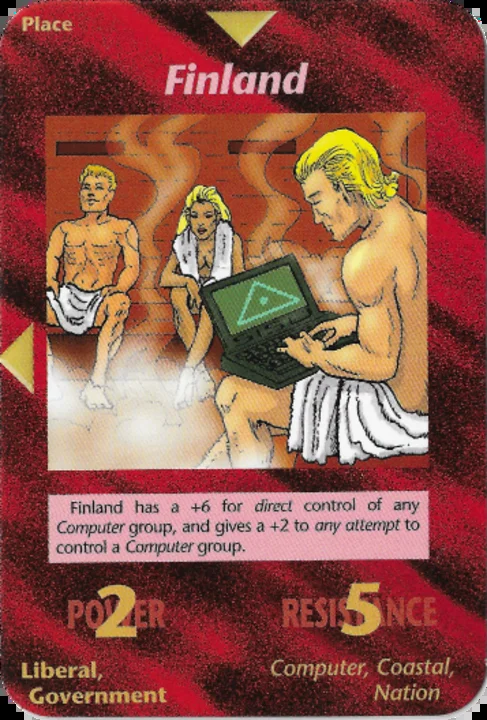 Place
Finland
Finland has a +6 for direct control of any
Computer group, and gives a +2 to any attempt to
control a Computer group.
POWER 2
RESISTANCE 5
Liberal,
Government
Computer, Coastal,
Nation